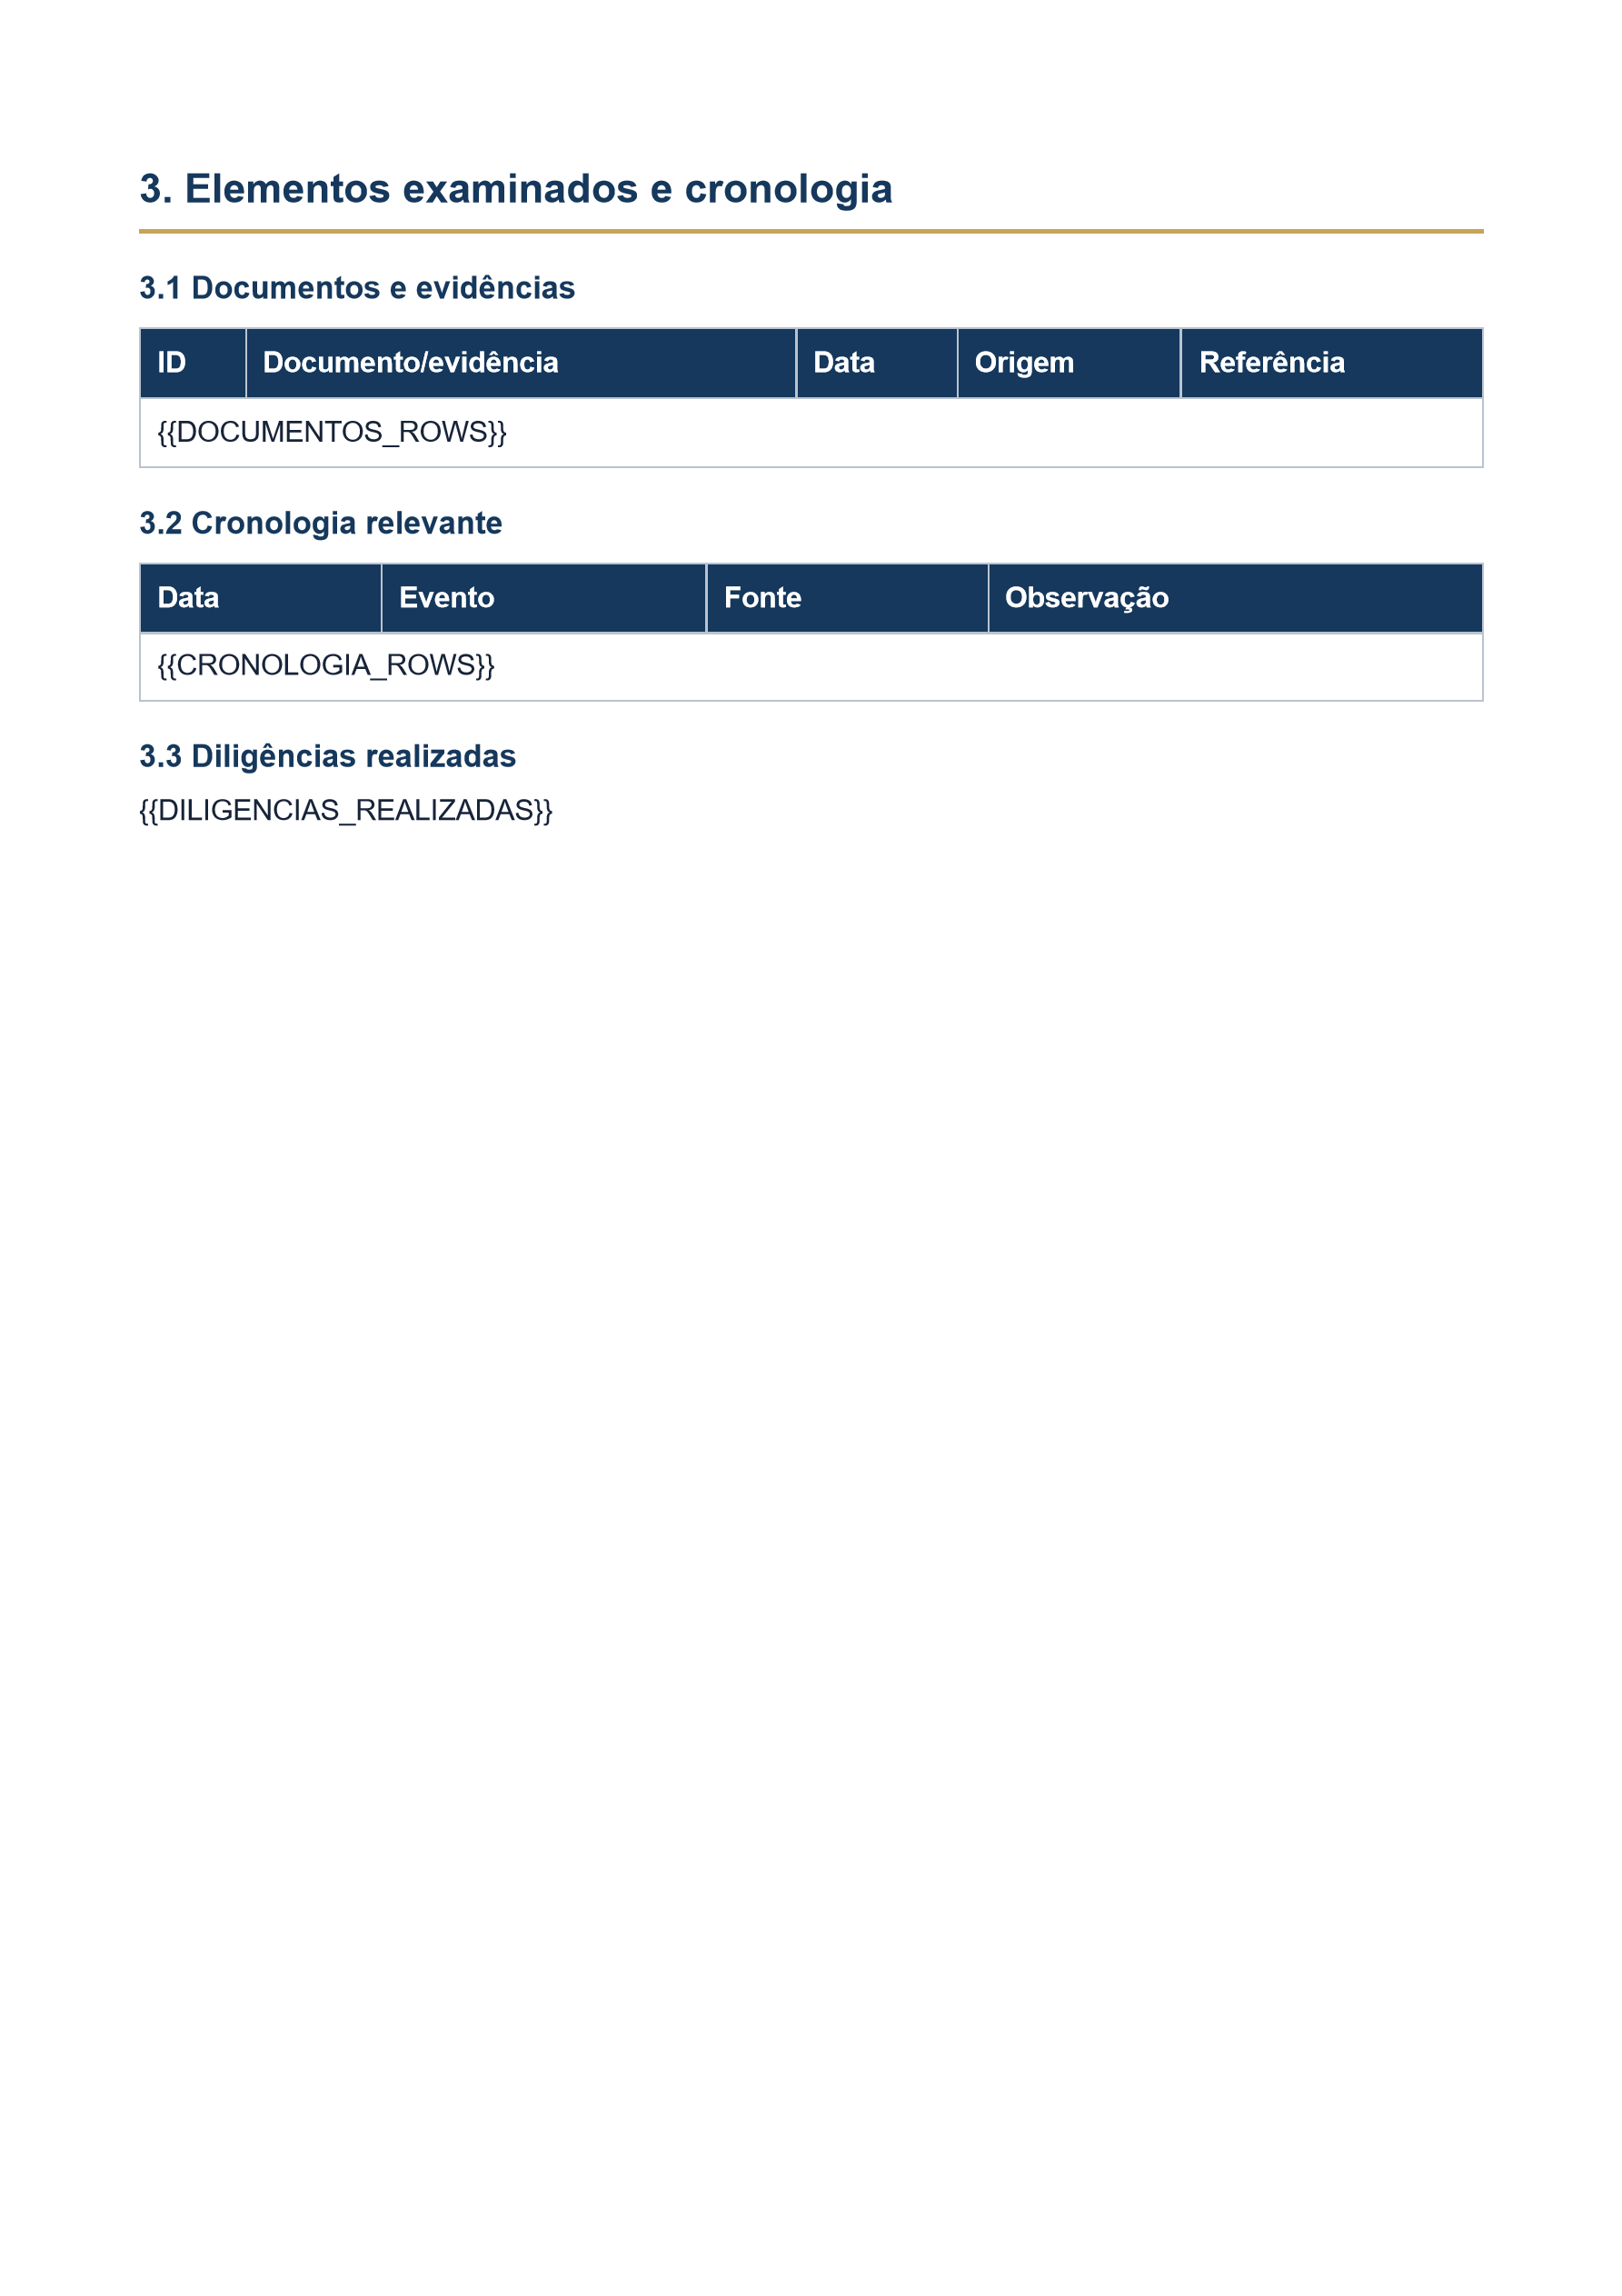 3. Elementos examinados e cronologia
3.1 Documentos e evidências
ID Documento/evidência Data Origem Referência
{{DOCUMENTOS_ROWS}}
3.2 Cronologia relevante
Data Evento Fonte Observação
{{CRONOLOGIA_ROWS}}
3.3 Diligências realizadas
{{DILIGENCIAS_REALIZADAS}}